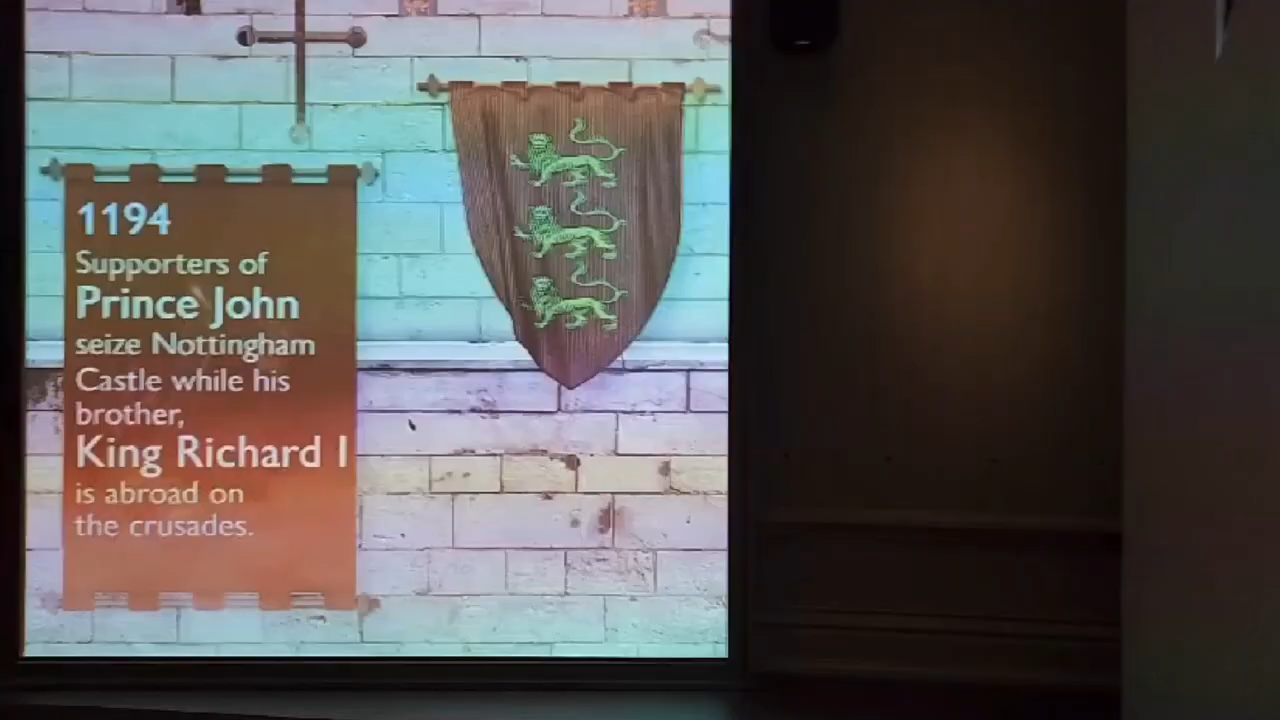 1194
Supporters of
Prince John
seize Nottingham
Castle while his
brother,
King Richard I
is abroad on
the crusades.